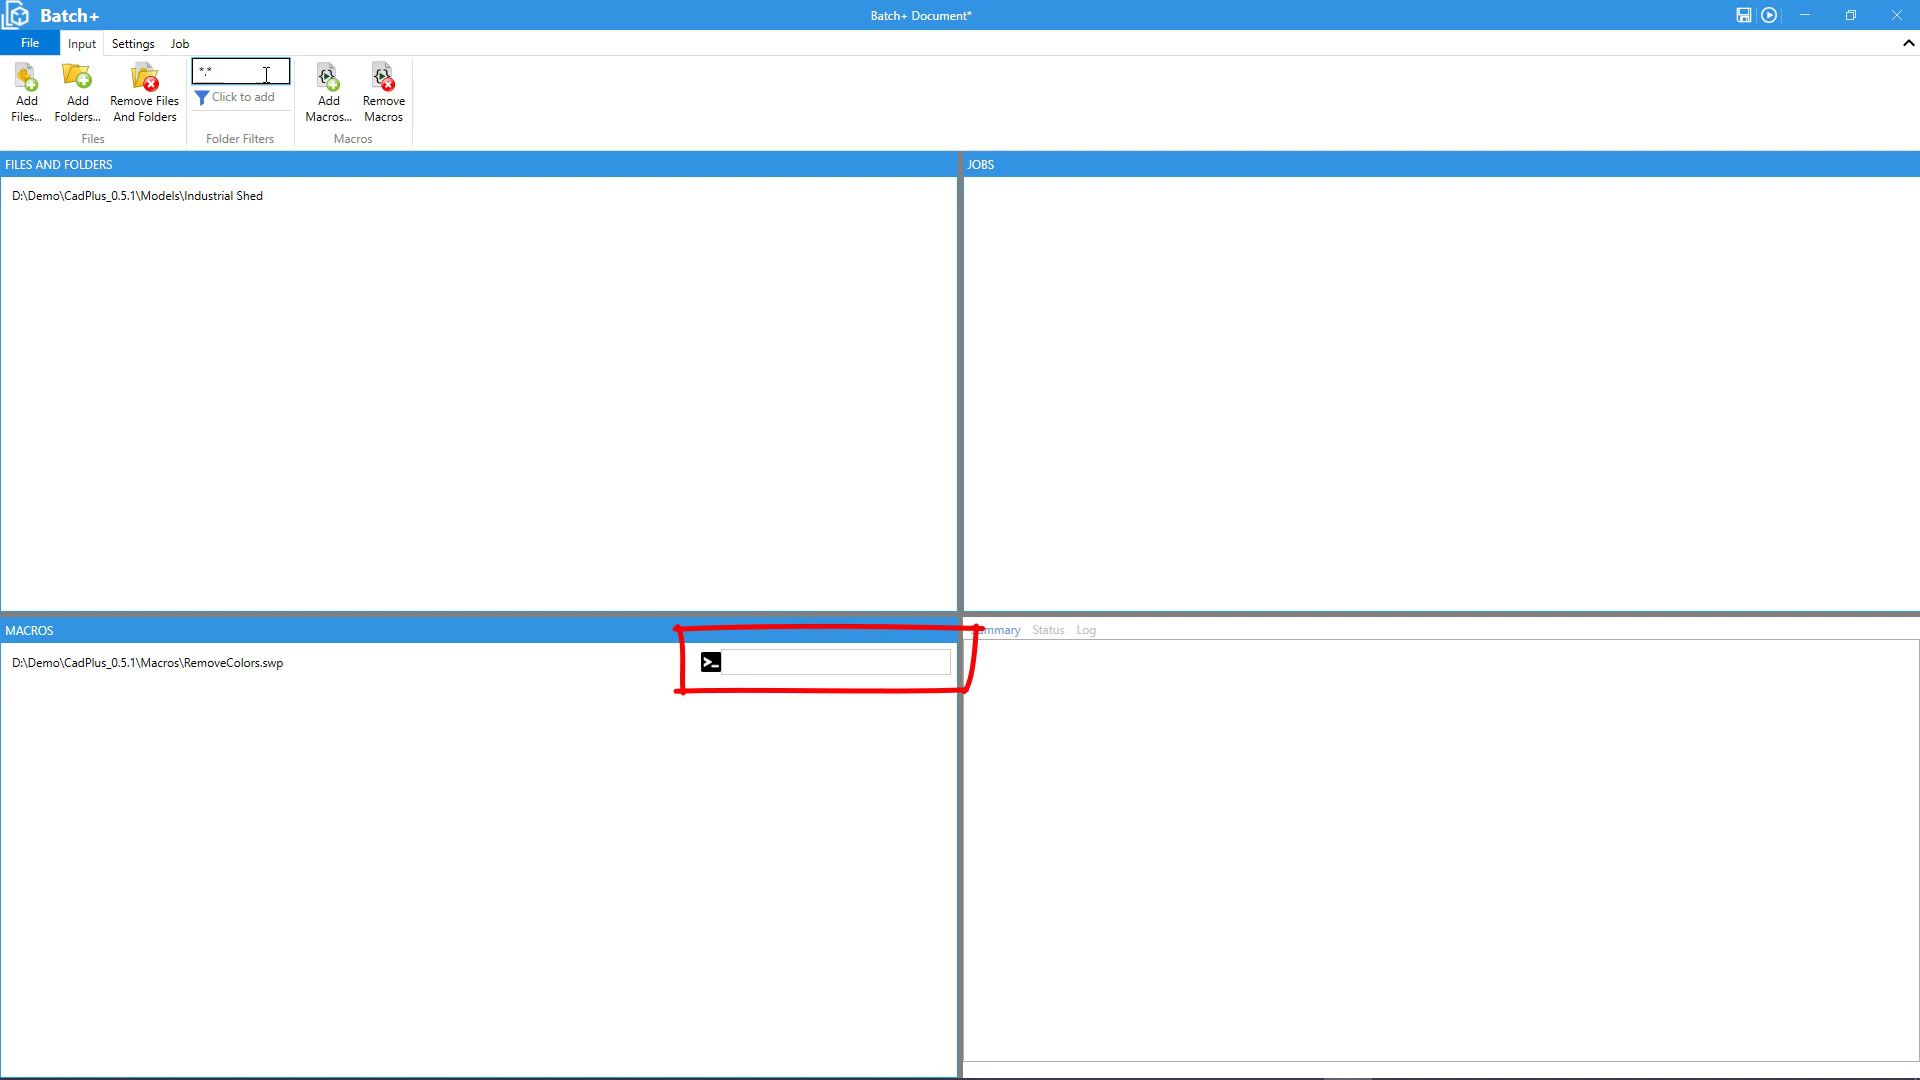 Batch+
Batch+ Document*
File
Input
Settings
Job
Add
Files...
Add
Folders...
Remove Files
And Folders
Files
*.*
Click to add
Folder Filters
Add
Macros...
Remove
Macros
Macros
FILES AND FOLDERS
D:\Demo\CadPlus_0.5.1\Models\Industrial Shed
JOBS
MACROS
D:\Demo\CadPlus_0.5.1\Macros\RemoveColors.swp
>_
Status
Log